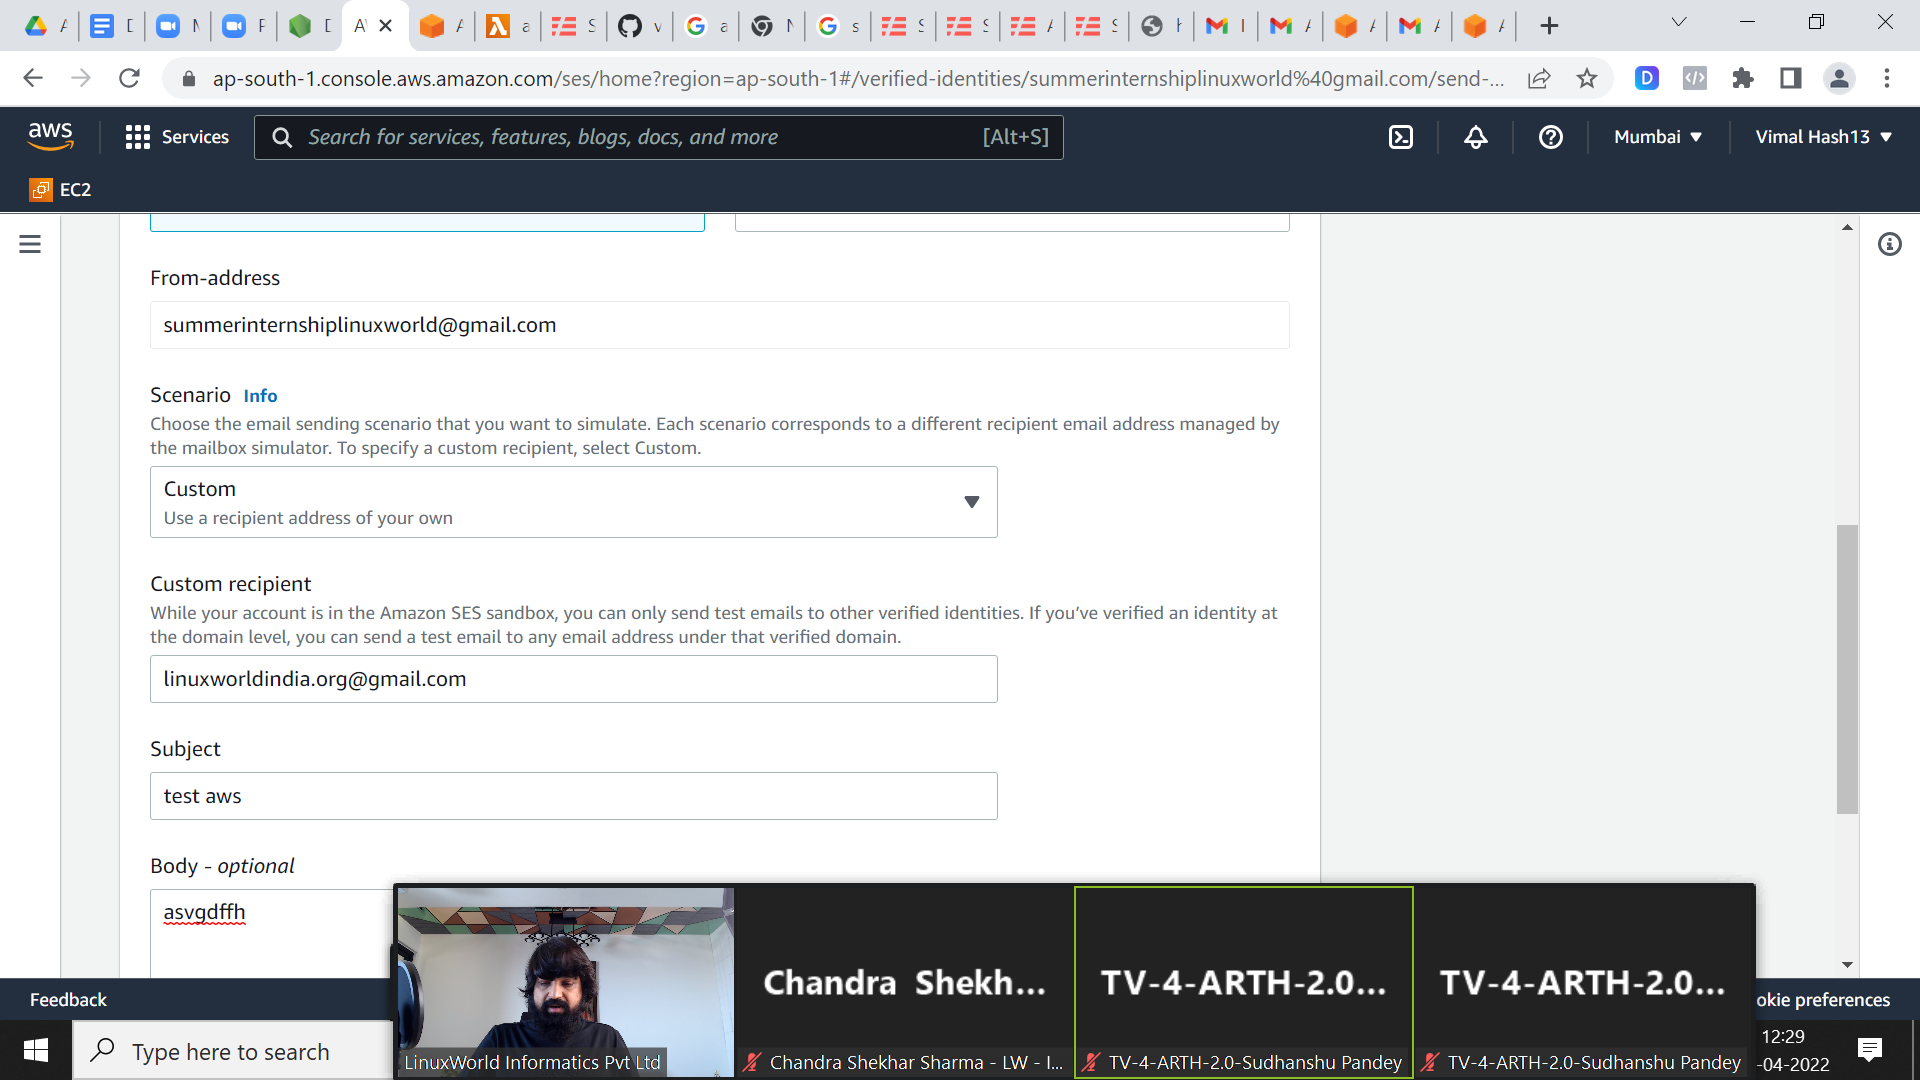 ap-south-1.console.aws.amazon.com/ses/home?region=ap-south-1#/verified-identities/summerinternshiplinuxworld%40gmail.com/send-...
aws
Services
Search for services, features, blogs, docs, and more
[Alt+S]
Mumbai
Vimal Hash13
EC2
From-address
summerinternshiplinuxworld@gmail.com
Scenario Info
Choose the email sending scenario that you want to simulate. Each scenario corresponds to a different recipient email address managed by
the mailbox simulator. To specify a custom recipient, select Custom.
Custom
Use a recipient address of your own
Custom recipient
While your account is in the Amazon SES sandbox, you can only send test emails to other verified identities. If you’ve verified an identity at
the domain level, you can send a test email to any email address under that verified domain.
linuxworldindia.org@gmail.com
Subject
test aws
Body - optional
asvgdffh
Chandra Shekh...
TV-4-ARTH-2.0...
TV-4-ARTH-2.0...
LinuxWorld Informatics Pvt Ltd
Chandra Shekhar Sharma - LW - I...
TV-4-ARTH-2.0-Sudhanshu Pandey
TV-4-ARTH-2.0-Sudhanshu Pandey
Feedback
okie preferences
Type here to search
12:29
-04-2022